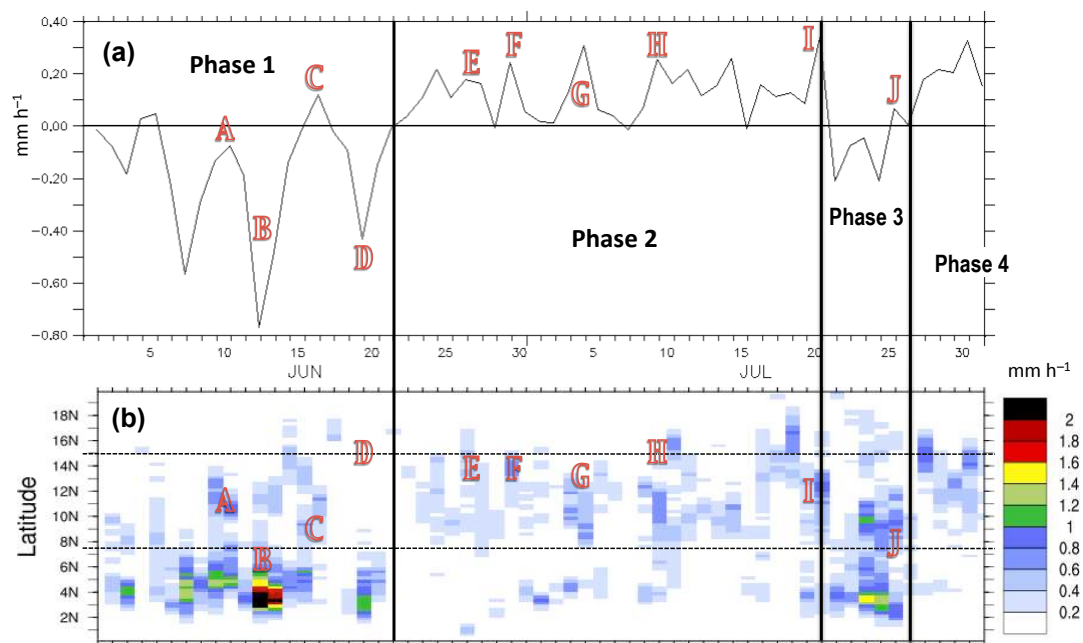 (a)
Phase 1
Phase 2
Phase 3
Phase 4
A
B
C
D
E
F
G
H
I
J
mm h⁻¹
0.40
0.20
0.00
−0.20
−0.40
−0.60
−0.80
5 10 15 20 25 30 5 10 15 20 25 30
JUN JUL
(b)
Latitude
18N
16N
14N
12N
10N
8N
6N
4N
2N
A
B
C
D
E
F
G
H
I
J
mm h⁻¹
2
1.8
1.6
1.4
1.2
1
0.8
0.6
0.4
0.2